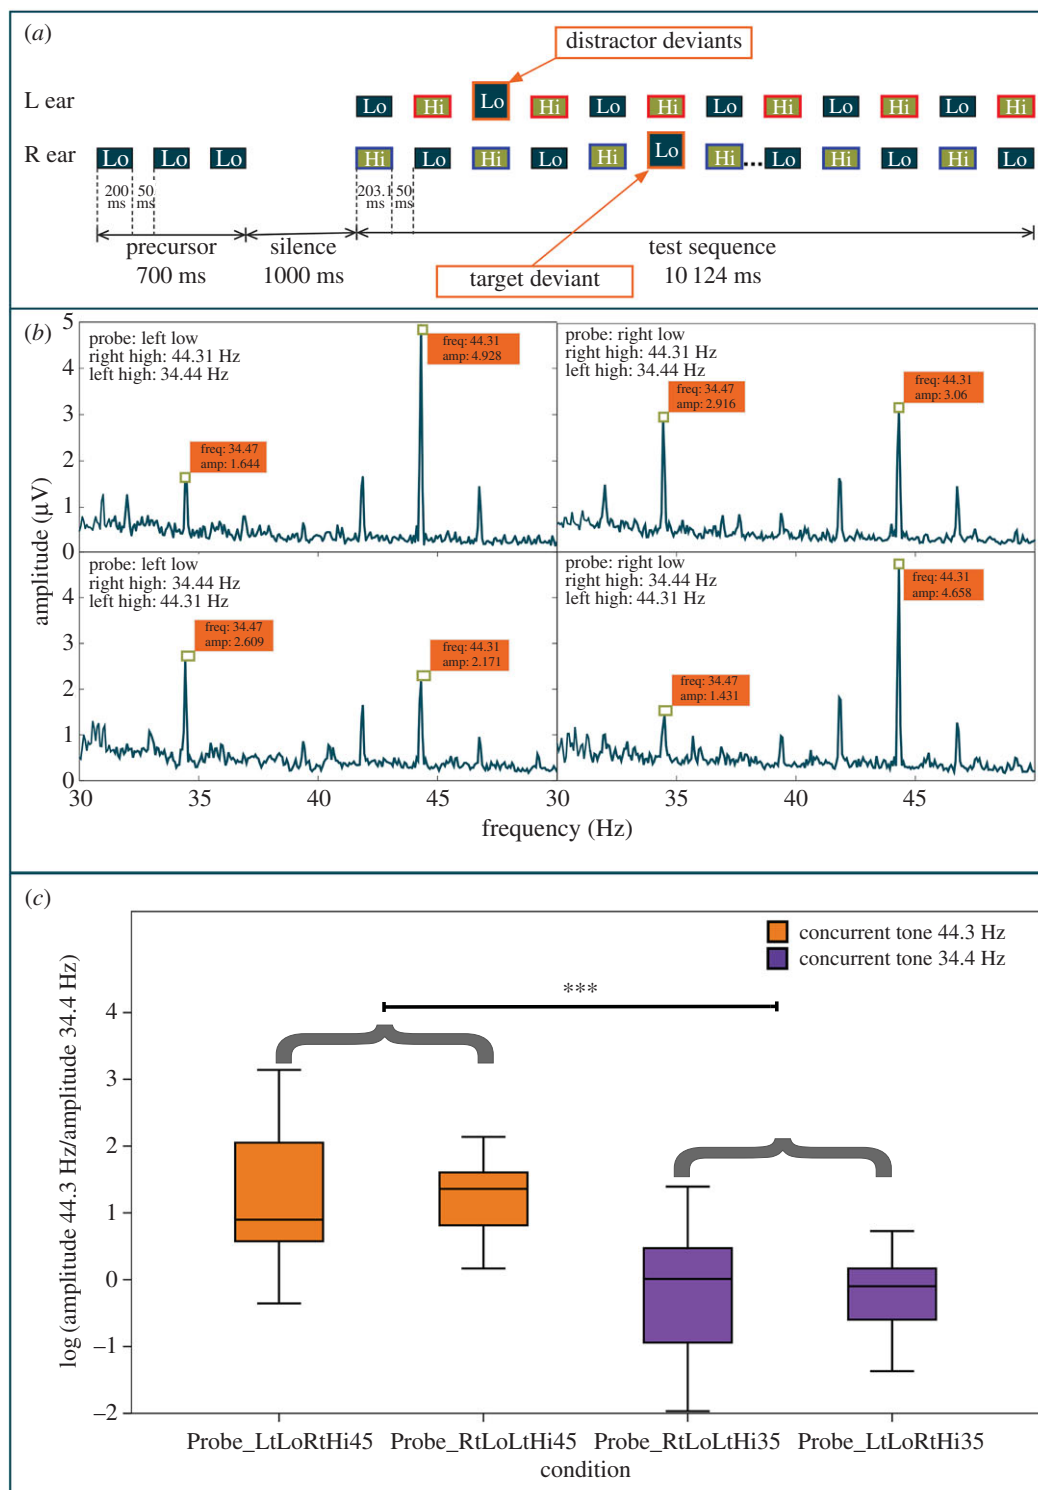 (a)
distractor deviants
L ear
Lo Hi Lo Hi Lo Hi Lo Hi Lo Hi Lo Hi
R ear
Lo Lo Lo Hi Lo Hi Lo Hi Lo Hi ... Lo Hi Lo Hi Lo
200 ms
50 ms
203.1 ms
50 ms
precursor
700 ms
silence
1000 ms
test sequence
10 124 ms
target deviant
(b)
amplitude (µV)
5
4
3
2
1
0
probe: left low
right high: 44.31 Hz
left high: 34.44 Hz
freq: 34.47
amp: 1.644
freq: 44.31
amp: 4.928
probe: right low
right high: 44.31 Hz
left high: 34.44 Hz
freq: 34.47
amp: 2.916
freq: 44.31
amp: 3.06
4
3
2
1
0
probe: left low
right high: 34.44 Hz
left high: 44.31 Hz
freq: 34.47
amp: 2.609
freq: 44.31
amp: 2.171
probe: right low
right high: 34.44 Hz
left high: 44.31 Hz
freq: 34.47
amp: 1.431
freq: 44.31
amp: 4.658
30 35 40 45 30 35 40 45
frequency (Hz)
(c)
concurrent tone 44.3 Hz
concurrent tone 34.4 Hz
***
log (amplitude 44.3 Hz/amplitude 34.4 Hz)
4
3
2
1
0
–1
–2
Probe_LtLoRtHi45 Probe_RtLoLtHi45 Probe_RtLoLtHi35 Probe_LtLoRtHi35
condition